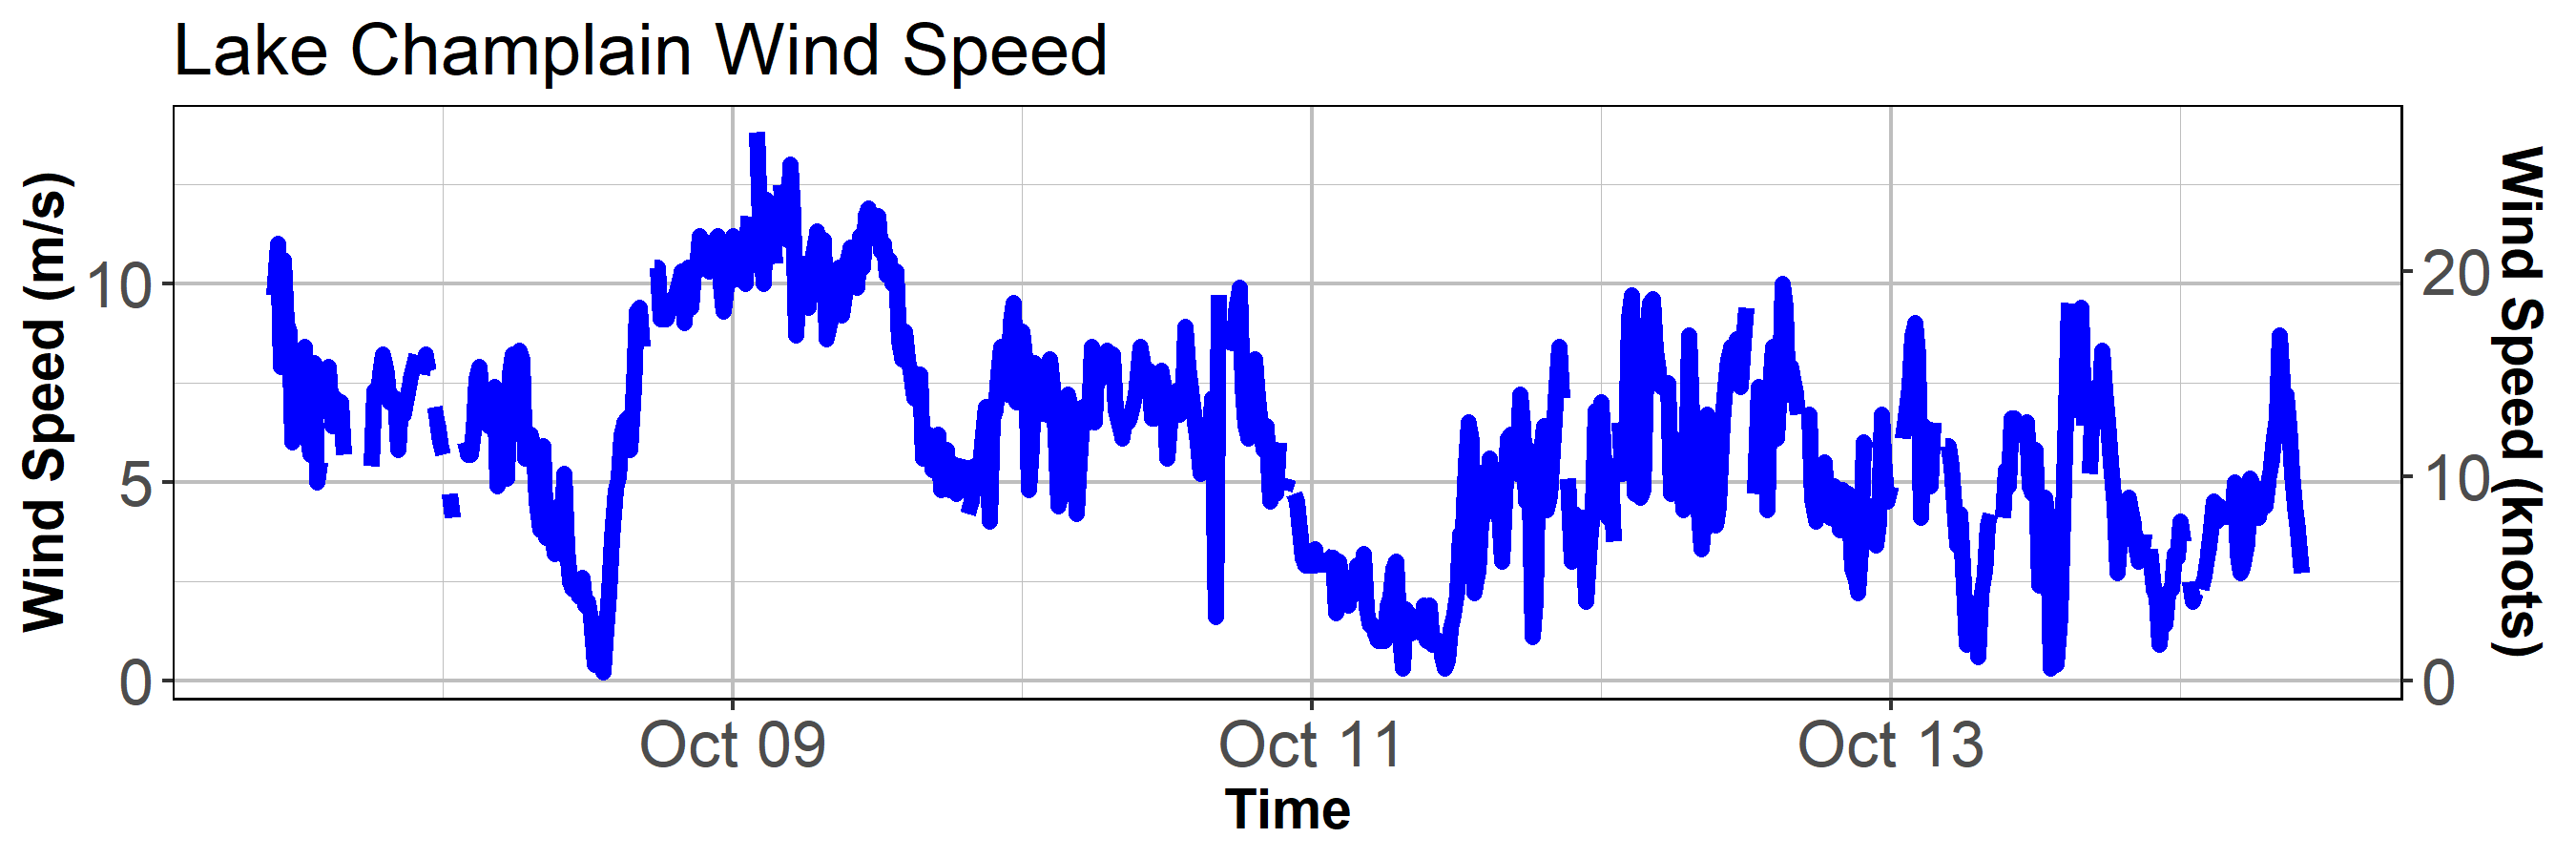 Lake Champlain Wind Speed
Wind Speed (m/s)
10
5
0
20
10
0
Wind Speed (knots)
Oct 09
Oct 11
Oct 13
Time